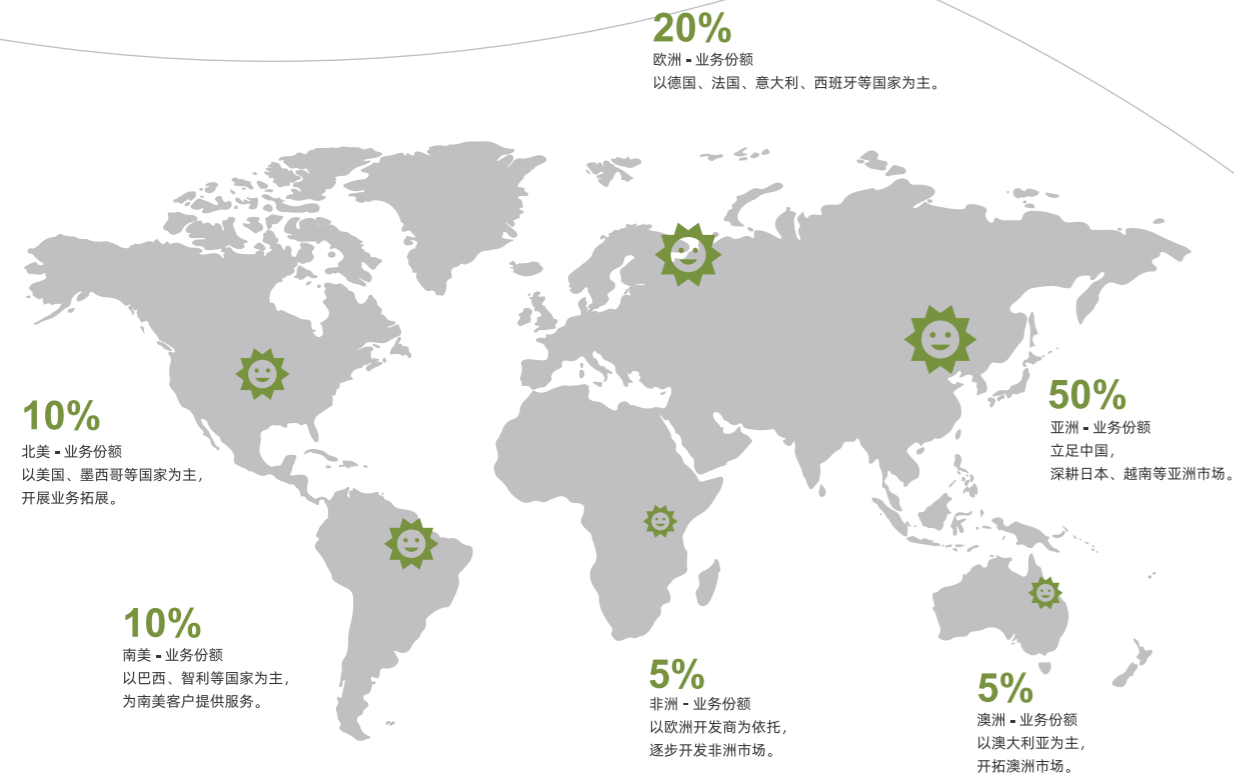 20%
欧洲 - 业务份额
以德国、法国、意大利、西班牙等国家为主。
10%
北美 - 业务份额
以美国、墨西哥等国家为主，
开展业务拓展。
50%
亚洲 - 业务份额
立足中国，
深耕日本、越南等亚洲市场。
10%
南美 - 业务份额
以巴西、智利等国家为主，
为南美客户提供服务。
5%
非洲 - 业务份额
以欧洲开发商为依托，
逐步开发非洲市场。
5%
澳洲 - 业务份额
以澳大利亚为主，
开拓澳洲市场。